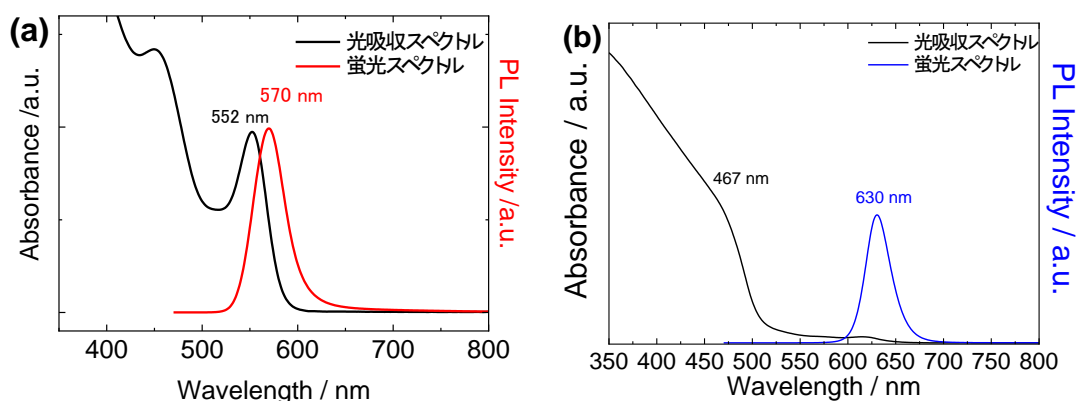 (a)
光吸収スペクトル
蛍光スペクトル
570 nm
552 nm
Absorbance /a.u.
PL Intensity /a.u.
400 500 600 700 800
Wavelength / nm
(b)
光吸収スペクトル
蛍光スペクトル
467 nm
630 nm
Absorbance / a.u.
PL Intensity / a.u.
350 400 450 500 550 600 650 700 750 800
Wavelength / nm